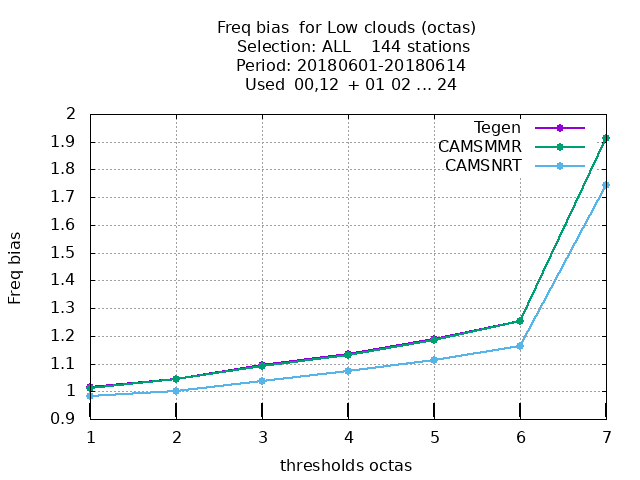 Freq bias  for Low clouds (octas)
Selection: ALL    144 stations
Period: 20180601-20180614
Used  00,12  + 01 02 ... 24
Tegen
CAMSMMR
CAMSNRT
2
1.9
1.8
1.7
1.6
1.5
1.4
1.3
1.2
1.1
1
0.9
Freq bias
1 2 3 4 5 6 7
thresholds octas